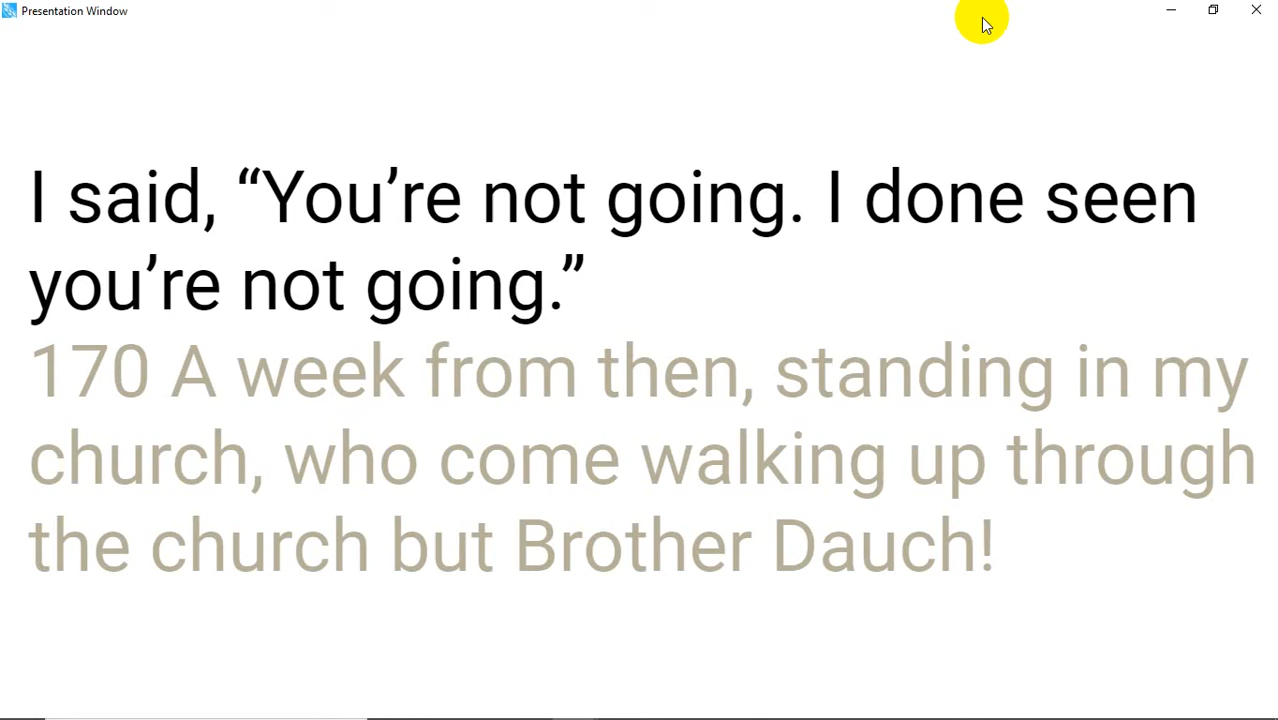 Presentation Window
I said, “You’re not going. I done seen
you’re not going.”
170 A week from then, standing in my
church, who come walking up through
the church but Brother Dauch!